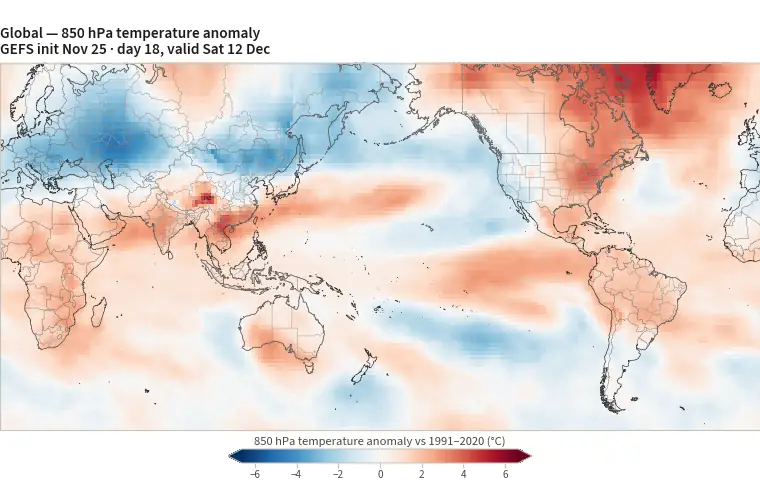 Global — 850 hPa temperature anomaly
GEFS init Nov 25 · day 18, valid Sat 12 Dec
850 hPa temperature anomaly vs 1991–2020 (°C)
−6 −4 −2 0 2 4 6